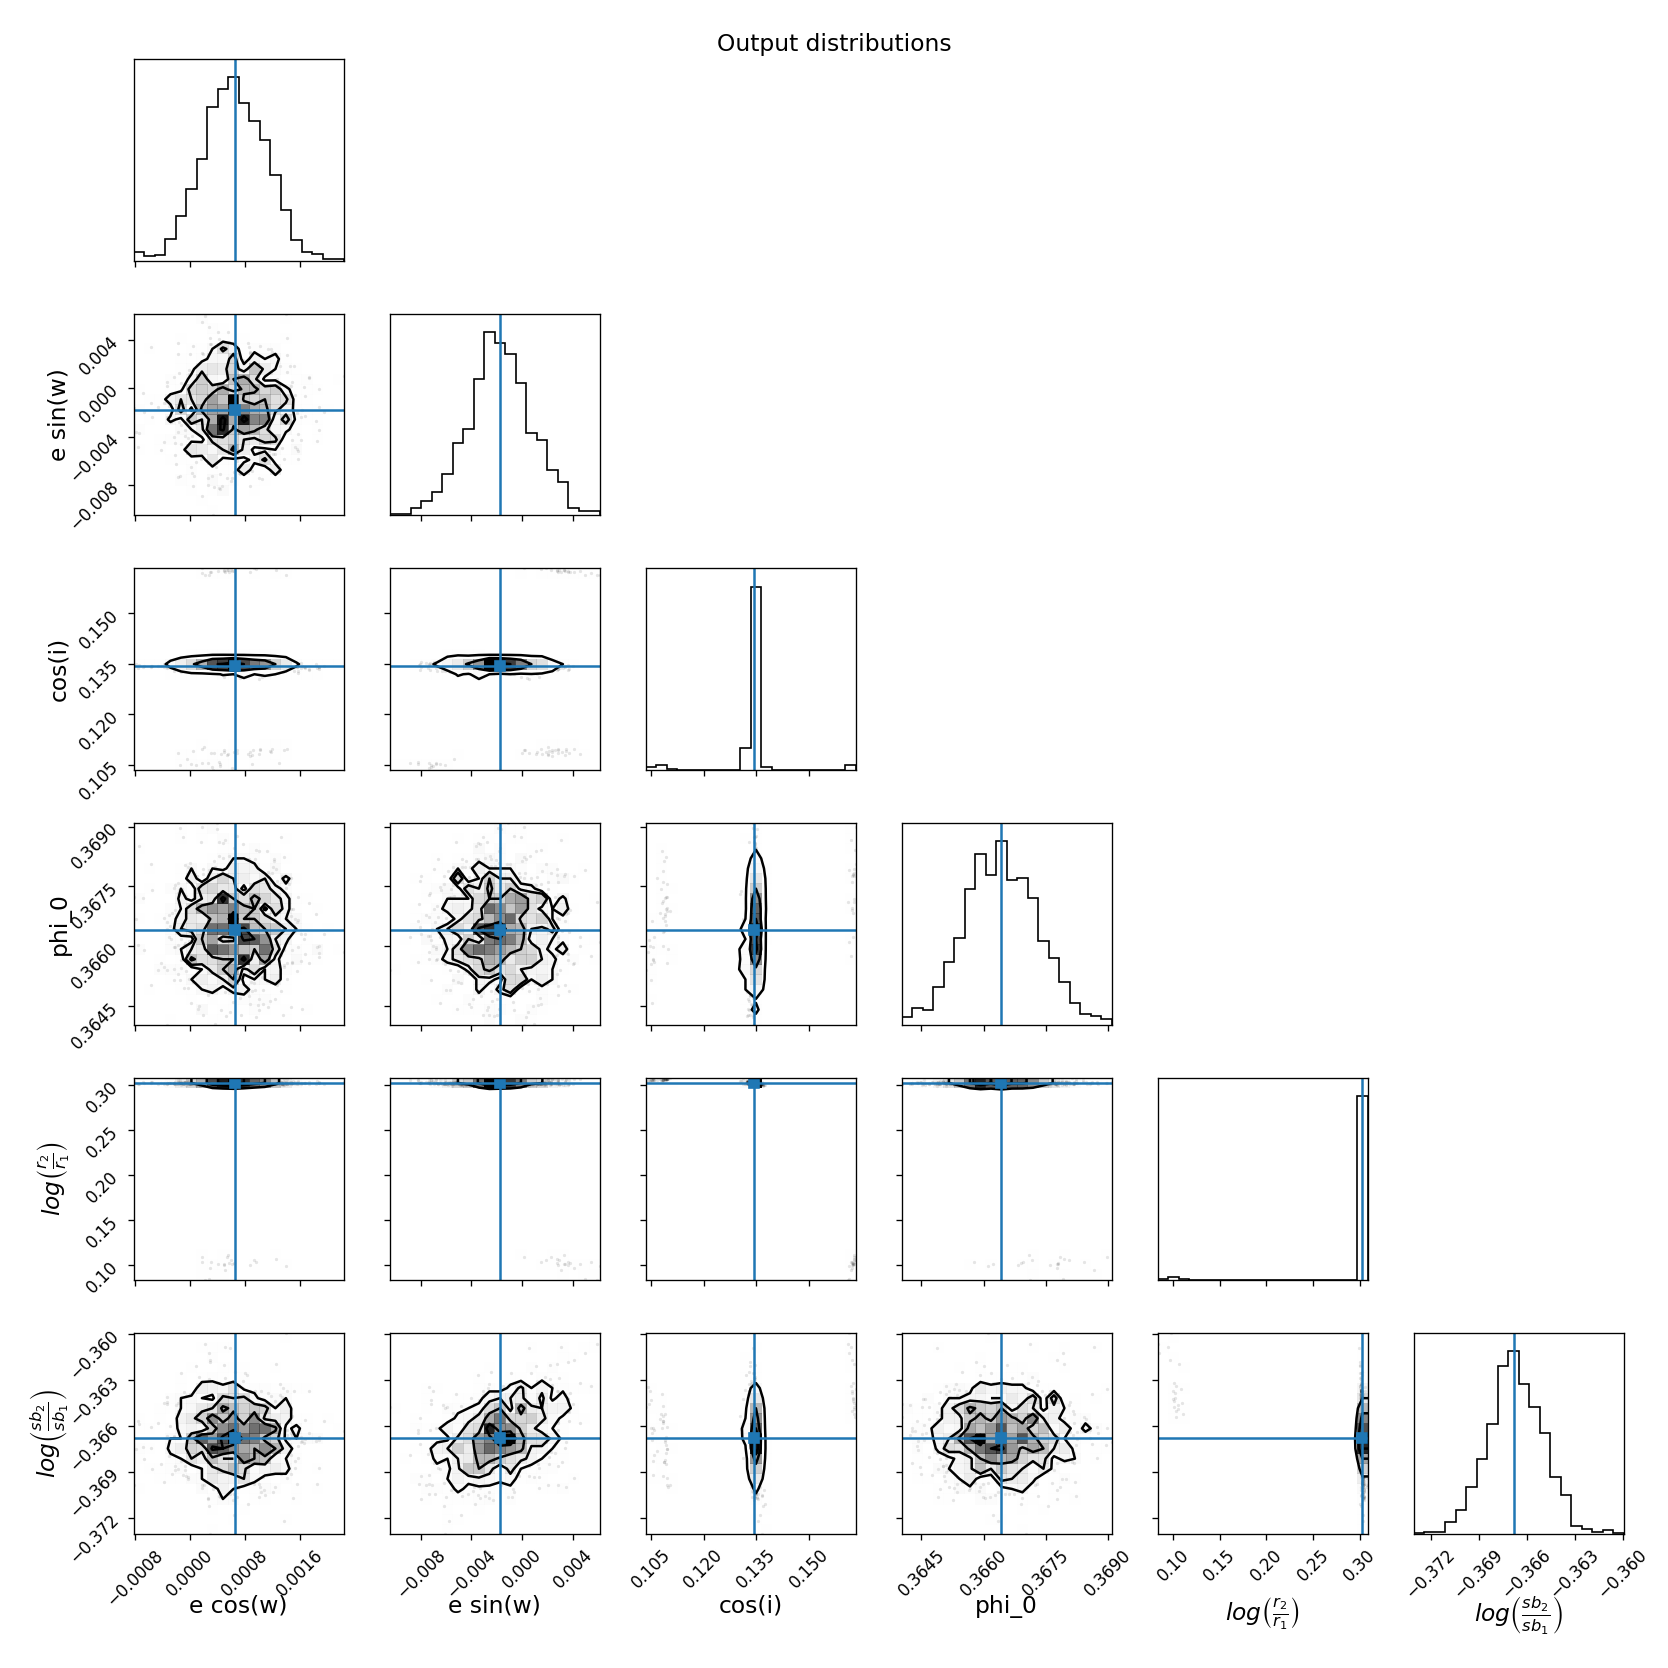 Output distributions
e sin(w)
0.004
0.000
−0.004
−0.008
cos(i)
0.150
0.135
0.120
0.105
phi_0
0.3690
0.3675
0.3660
0.3645
log(r₂/r₁)
0.30
0.25
0.20
0.15
0.10
log(sb₂/sb₁)
−0.360
−0.363
−0.366
−0.369
−0.372
−0.0008 0.0000 0.0008 0.0016
−0.008 −0.004 0.000 0.004
0.105 0.120 0.135 0.150
0.3645 0.3660 0.3675 0.3690
0.10 0.15 0.20 0.25 0.30
−0.372 −0.369 −0.366 −0.363 −0.360
e cos(w) e sin(w) cos(i) phi_0 log(r₂/r₁) log(sb₂/sb₁)